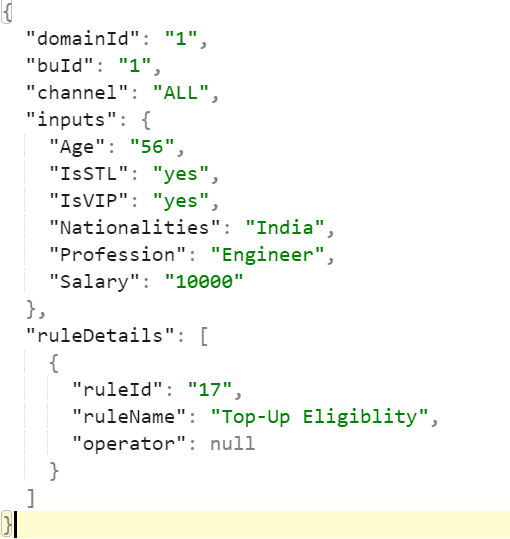 {
"domainId": "1",
"buId": "1",
"channel": "ALL",
"inputs": {
"Age": "56",
"IsSTL": "yes",
"IsVIP": "yes",
"Nationalities": "India",
"Profession": "Engineer",
"Salary": "10000"
},
"ruleDetails": [
{
"ruleId": "17",
"ruleName": "Top-Up Eligiblity",
"operator": null
}
]
}